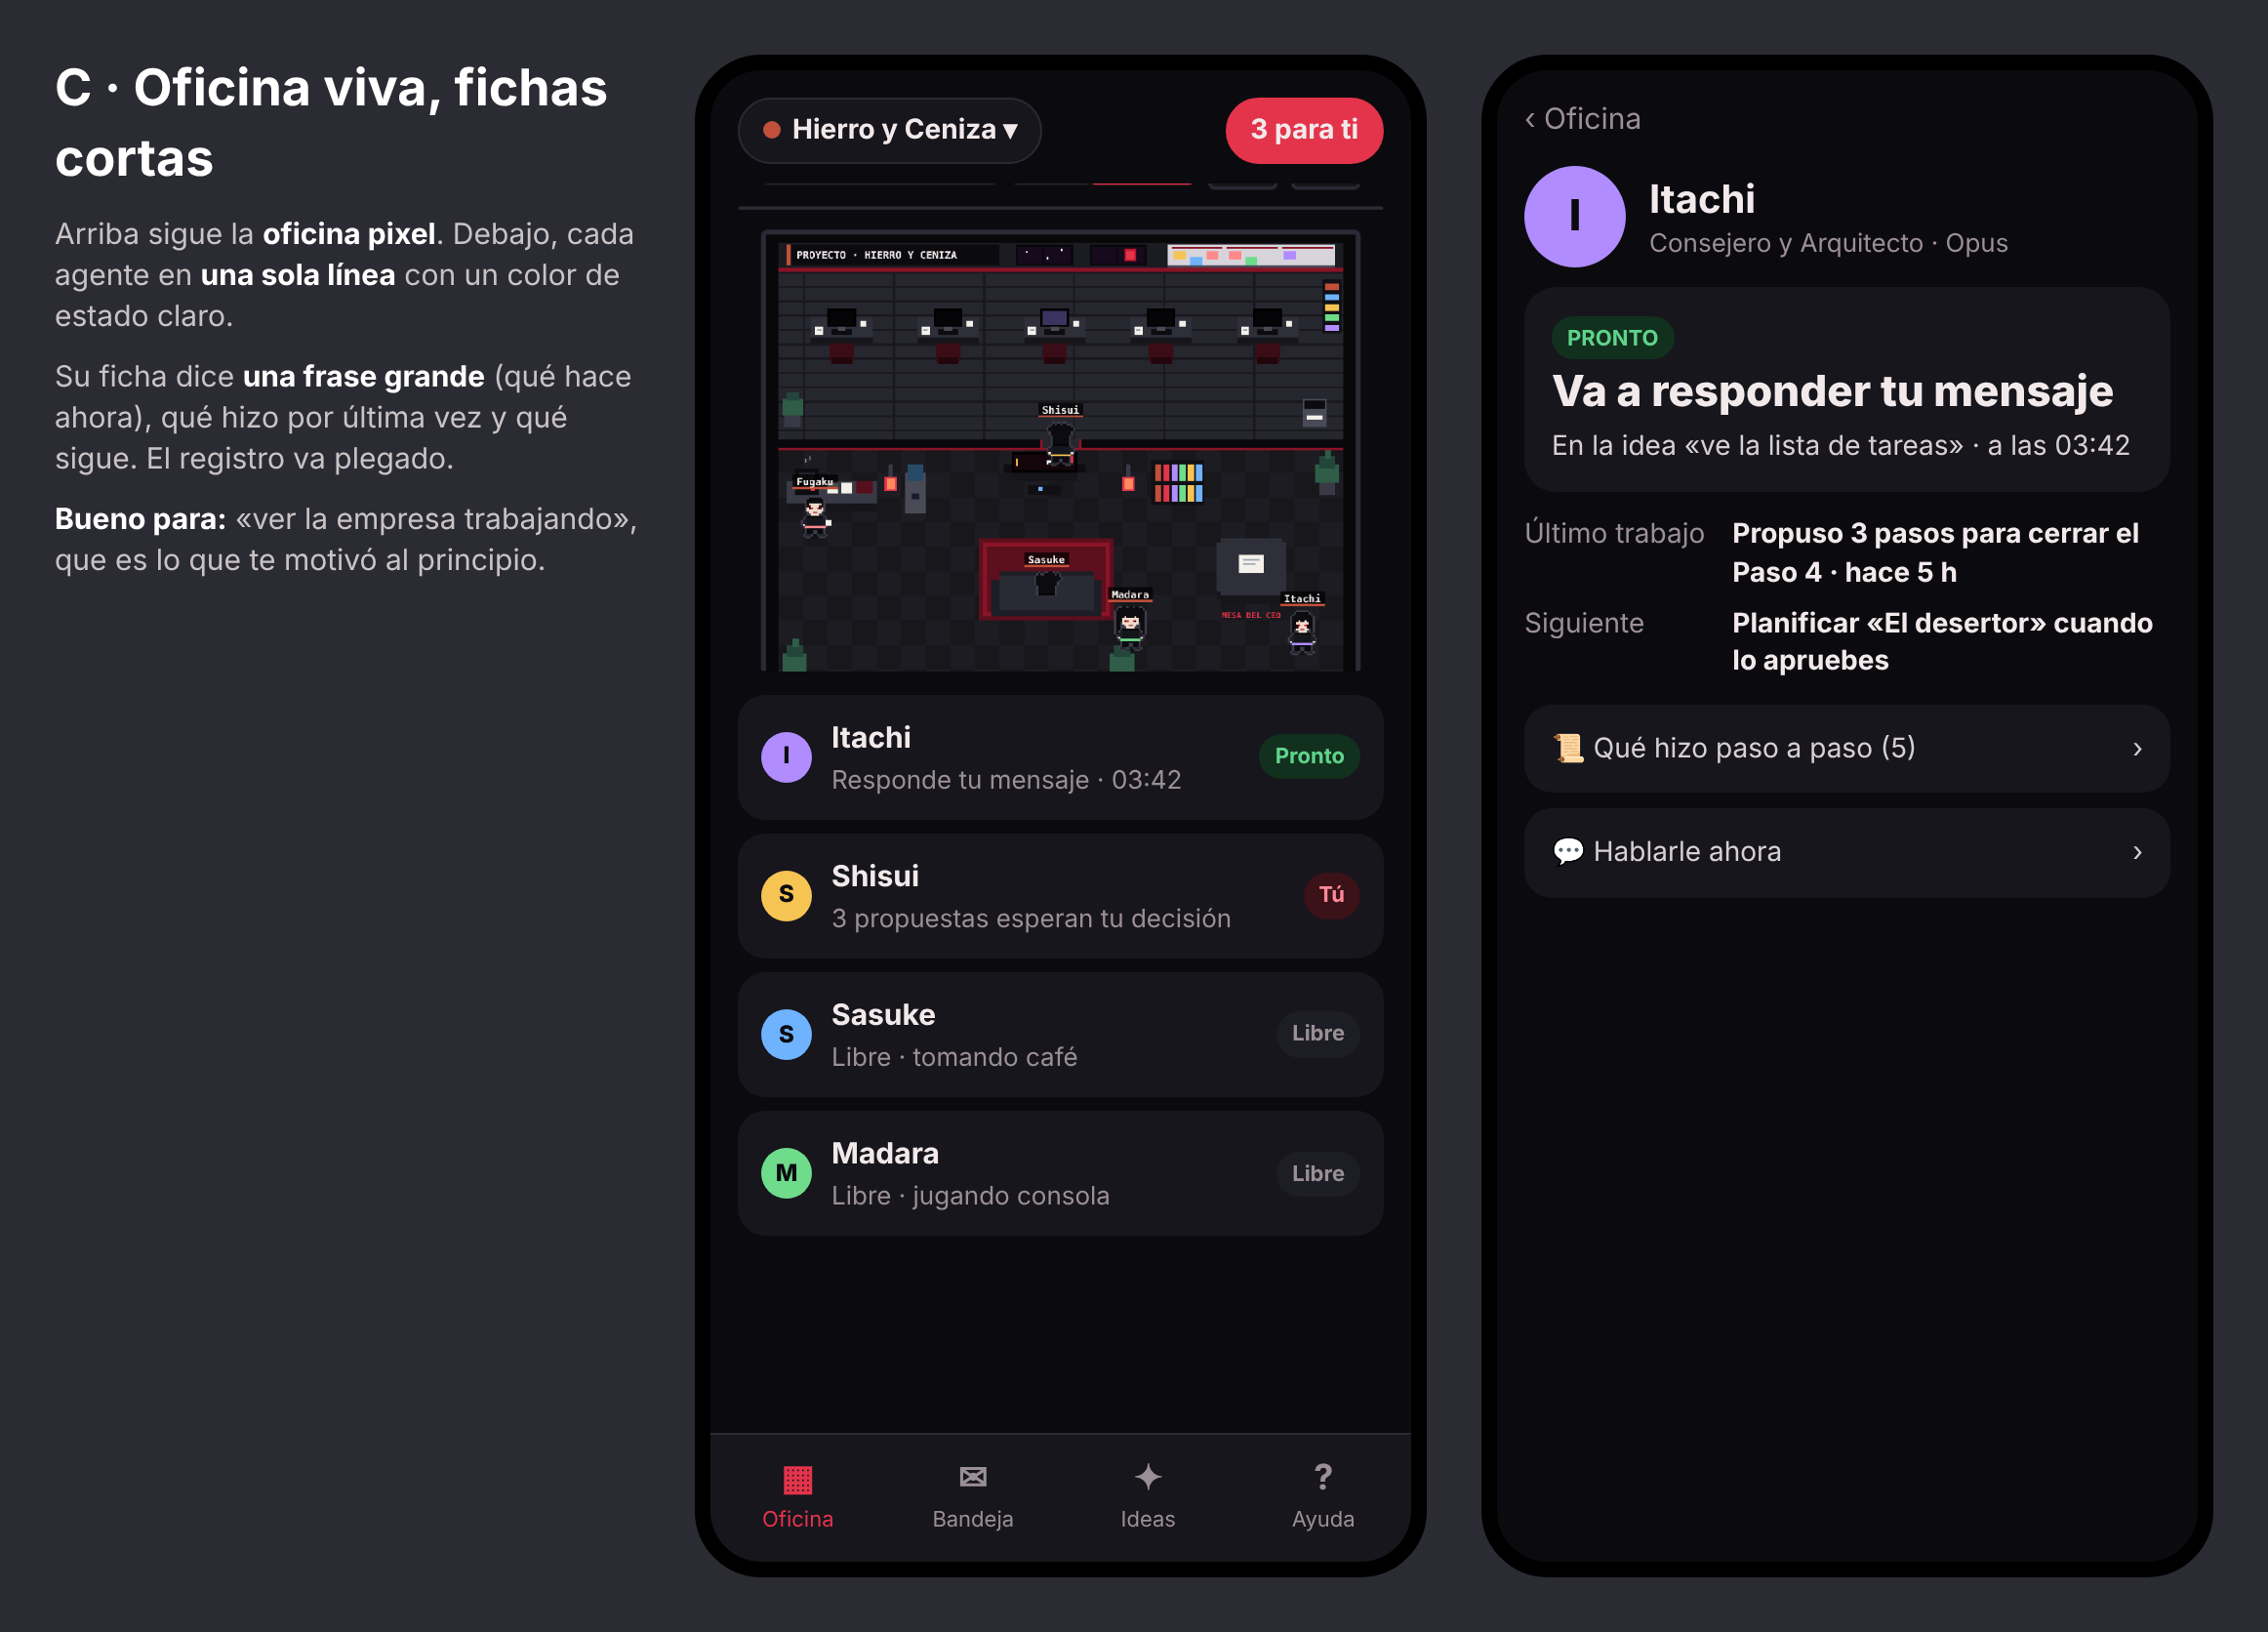 C · Oficina viva, fichas
cortas
Arriba sigue la oficina pixel. Debajo, cada
agente en una sola línea con un color de
estado claro.
Su ficha dice una frase grande (qué hace
ahora), qué hizo por última vez y qué
sigue. El registro va plegado.
Bueno para: «ver la empresa trabajando»,
que es lo que te motivó al principio.
Hierro y Ceniza ▾
3 para ti
PROYECTO · HIERRO Y CENIZA
Shisui
Fugaku
Sasuke
Madara
Itachi
MESA DEL CEO
I
Itachi
Responde tu mensaje · 03:42
Pronto
S
Shisui
3 propuestas esperan tu decisión
Tú
S
Sasuke
Libre · tomando café
Libre
M
Madara
Libre · jugando consola
Libre
Oficina
Bandeja
Ideas
?
Ayuda
‹ Oficina
I
Itachi
Consejero y Arquitecto · Opus
PRONTO
Va a responder tu mensaje
En la idea «ve la lista de tareas» · a las 03:42
Último trabajo
Propuso 3 pasos para cerrar el
Paso 4 · hace 5 h
Siguiente
Planificar «El desertor» cuando
lo apruebes
📜 Qué hizo paso a paso (5) ›
💬 Hablarle ahora ›